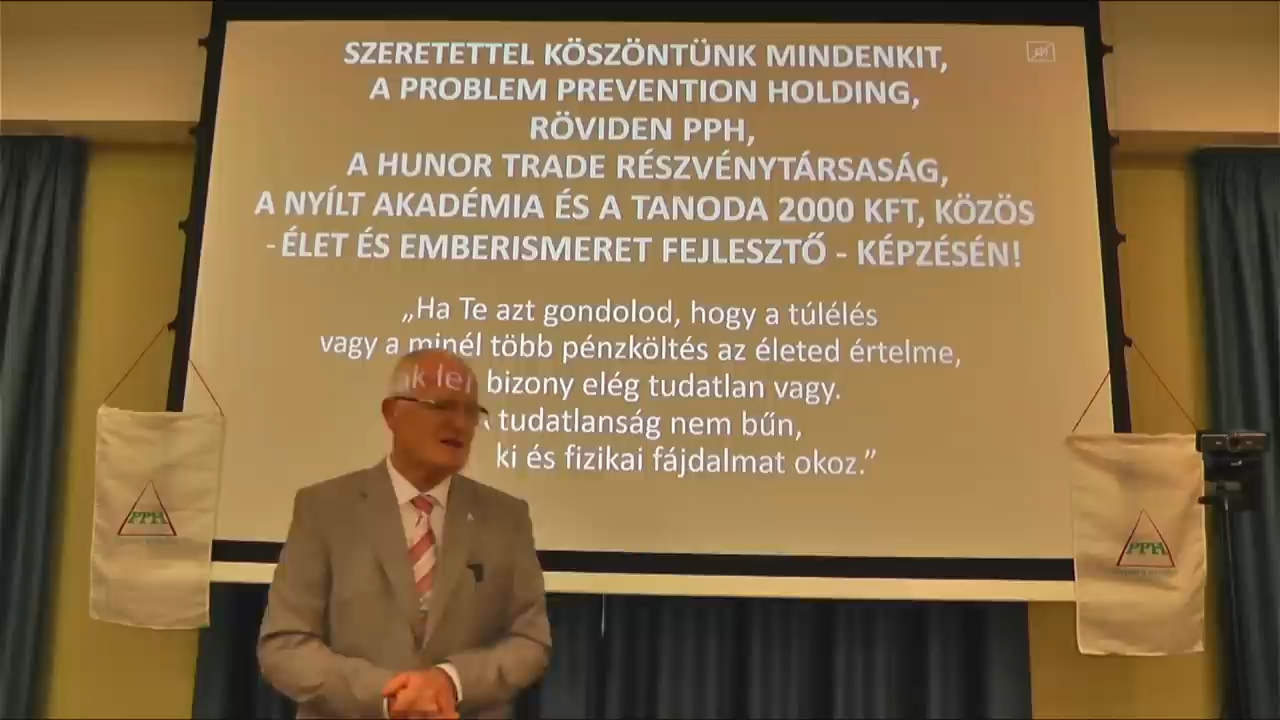 SZERETETTEL KÖSZÖNTÜNK MINDENKIT,
A PROBLEM PREVENTION HOLDING,
RÖVIDEN PPH,
A HUNOR TRADE RÉSZVÉNYTÁRSASÁG,
A NYÍLT AKADÉMIA ÉS A TANODA 2000 KFT, KÖZÖS
- ÉLET ÉS EMBERISMERET FEJLESZTŐ - KÉPZÉSÉN!
„Ha Te azt gondolod, hogy a túlélés
vagy a minél több pénzköltés az életed értelme,
bizony elég tudatlan vagy.
tudatlanság nem bűn,
ki és fizikai fájdalmat okoz.”
PPH
PPH